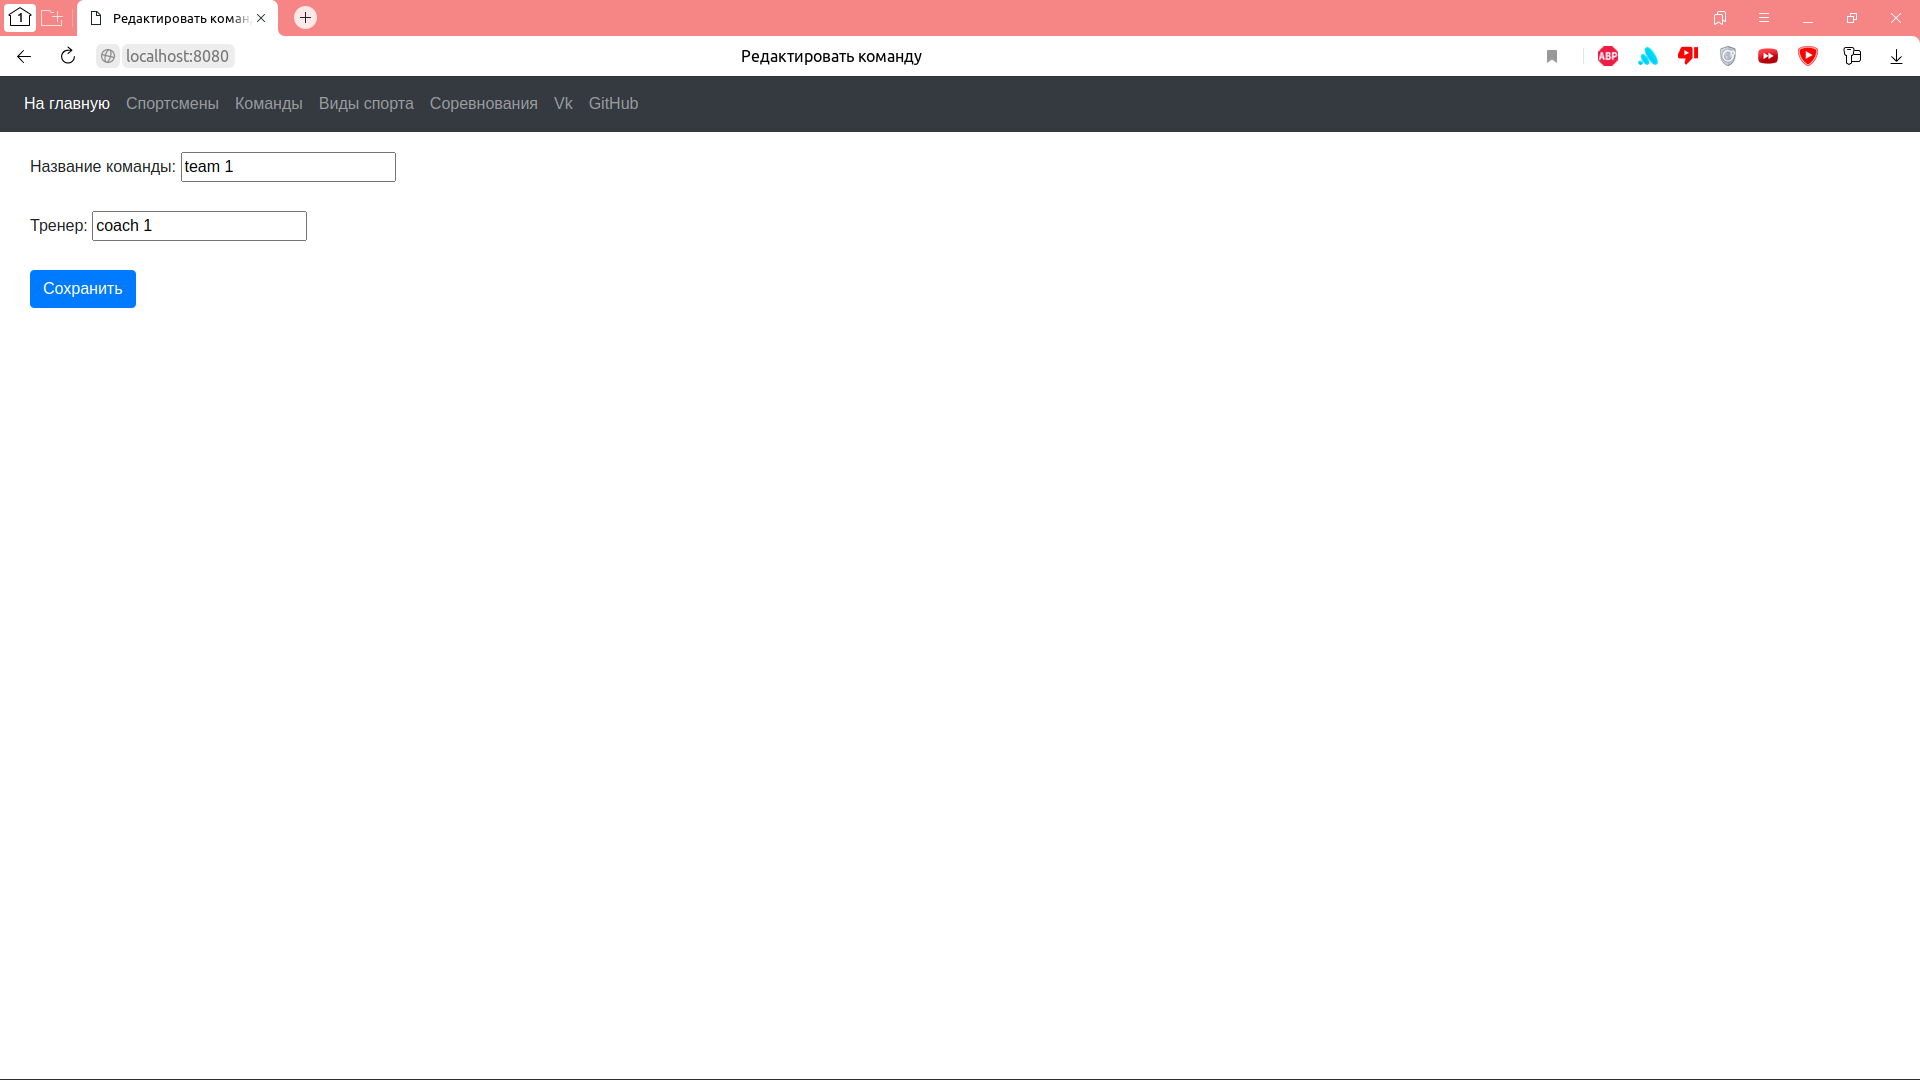 1
Редактировать коман
localhost:8080
Редактировать команду
ABP
На главную Спортсмены Команды Виды спорта Соревнования Vk GitHub
Название команды: team 1
Тренер: coach 1
Сохранить